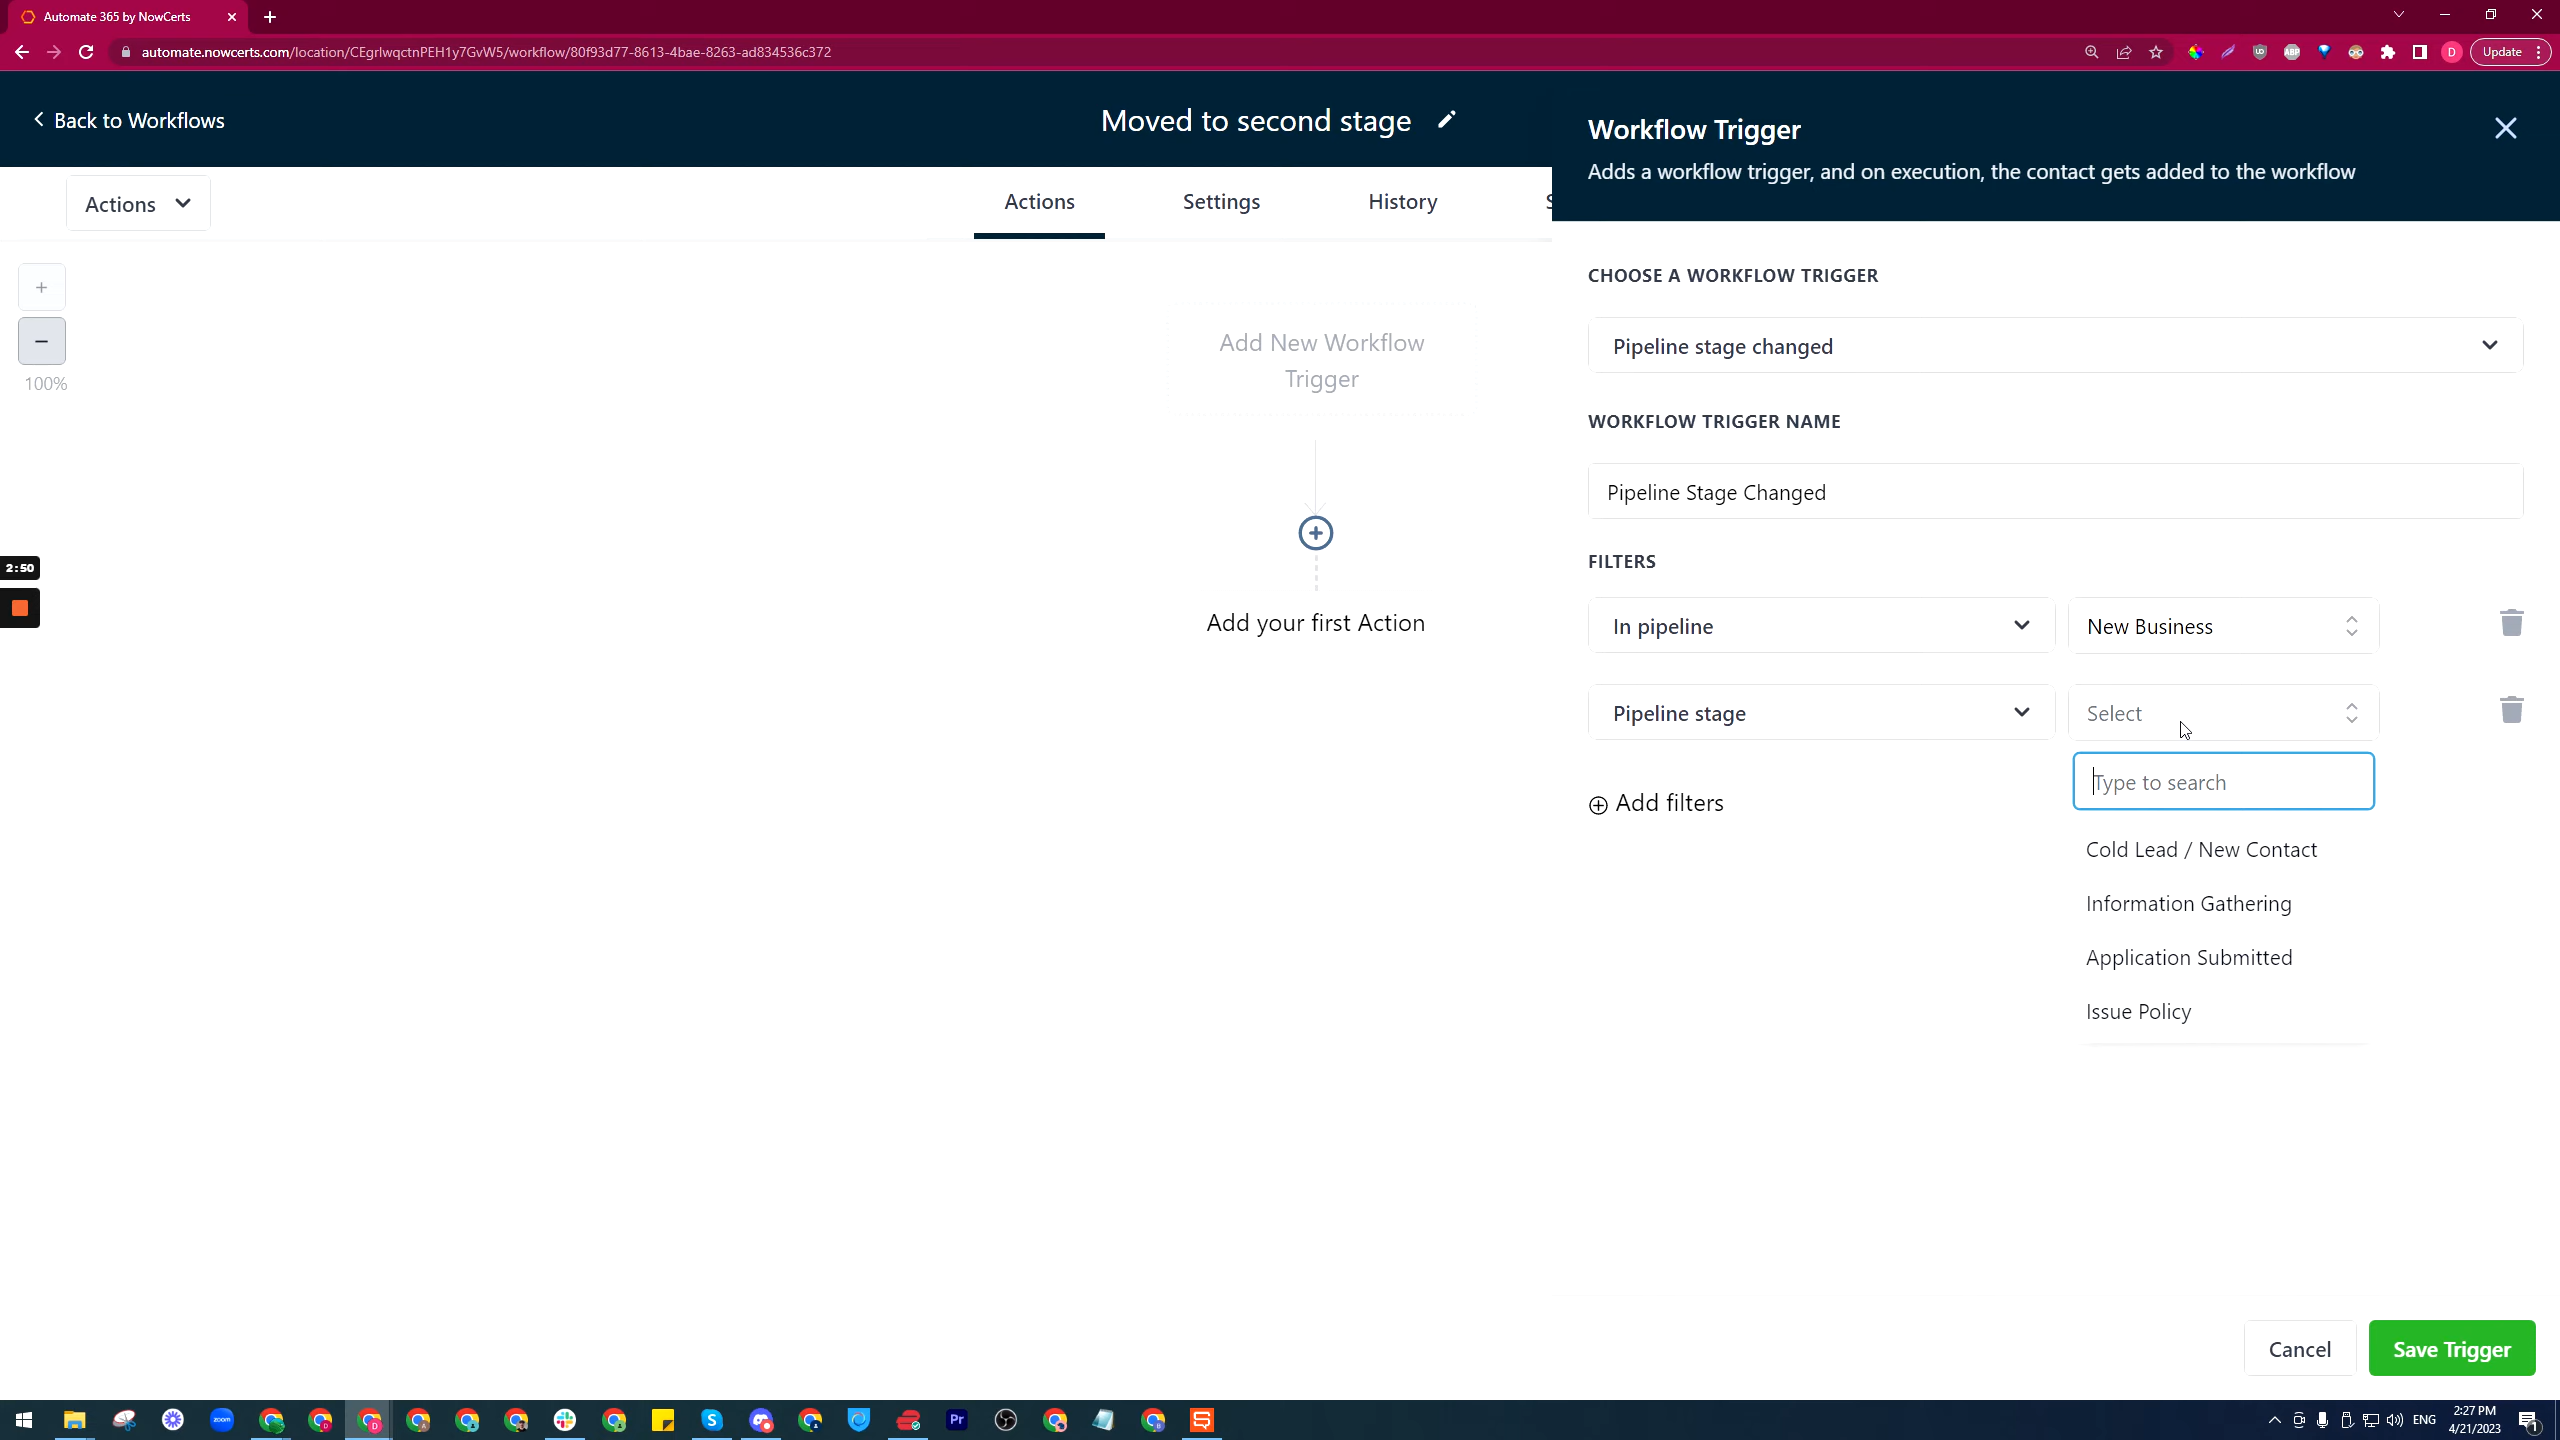 Automate 365 by NowCerts
automate.nowcerts.com/location/CEgrlwqctnPEH1y7GvW5/workflow/80f93d77-8613-4bae-8263-ad834536c372
D
Update
Back to Workflows
Moved to second stage
Workflow Trigger
Adds a workflow trigger, and on execution, the contact gets added to the workflow
Actions
Actions
Settings
History
S
100%
Add New Workflow
Trigger
Add your first Action
2:50
CHOOSE A WORKFLOW TRIGGER
Pipeline stage changed
WORKFLOW TRIGGER NAME
Pipeline Stage Changed
FILTERS
In pipeline
New Business
Pipeline stage
Select
Type to search
Add filters
Cold Lead / New Contact
Information Gathering
Application Submitted
Issue Policy
Cancel
Save Trigger
zoom
Pr
ENG
2:27 PM
4/21/2023
1